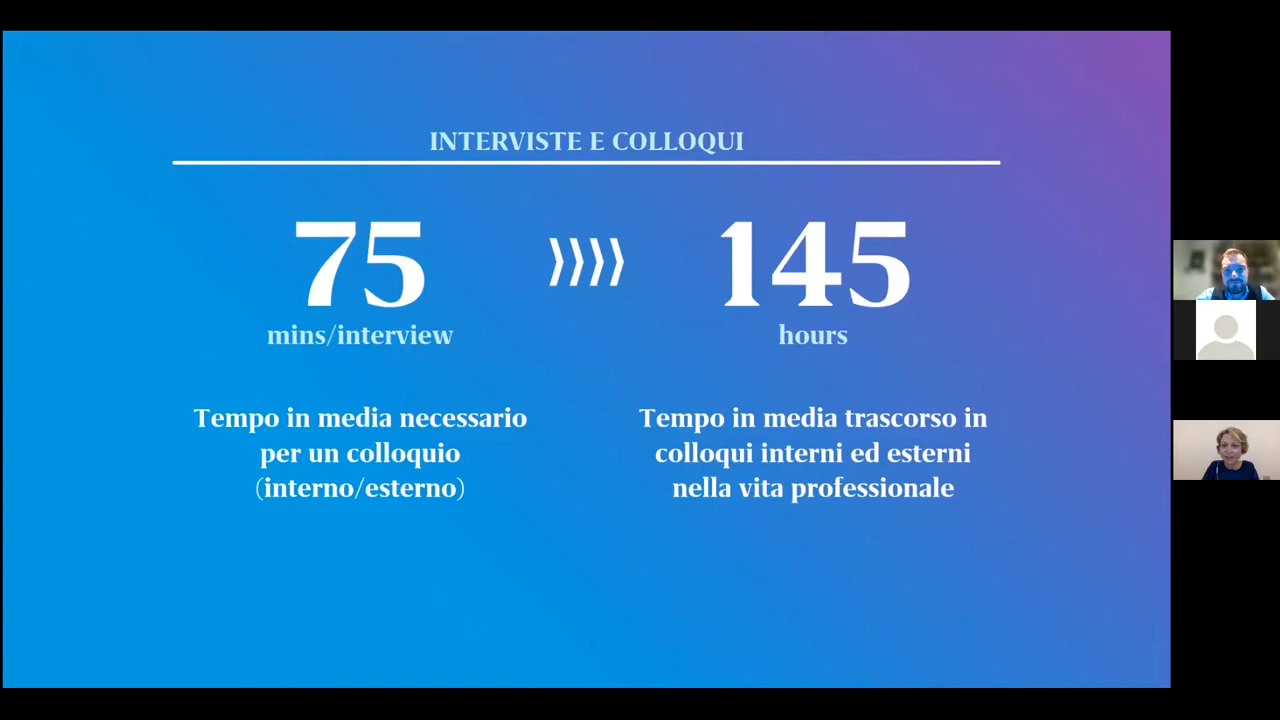 INTERVISTE E COLLOQUI
75
mins/interview
Tempo in media necessario
per un colloquio
(interno/esterno)
145
hours
Tempo in media trascorso in
colloqui interni ed esterni
nella vita professionale